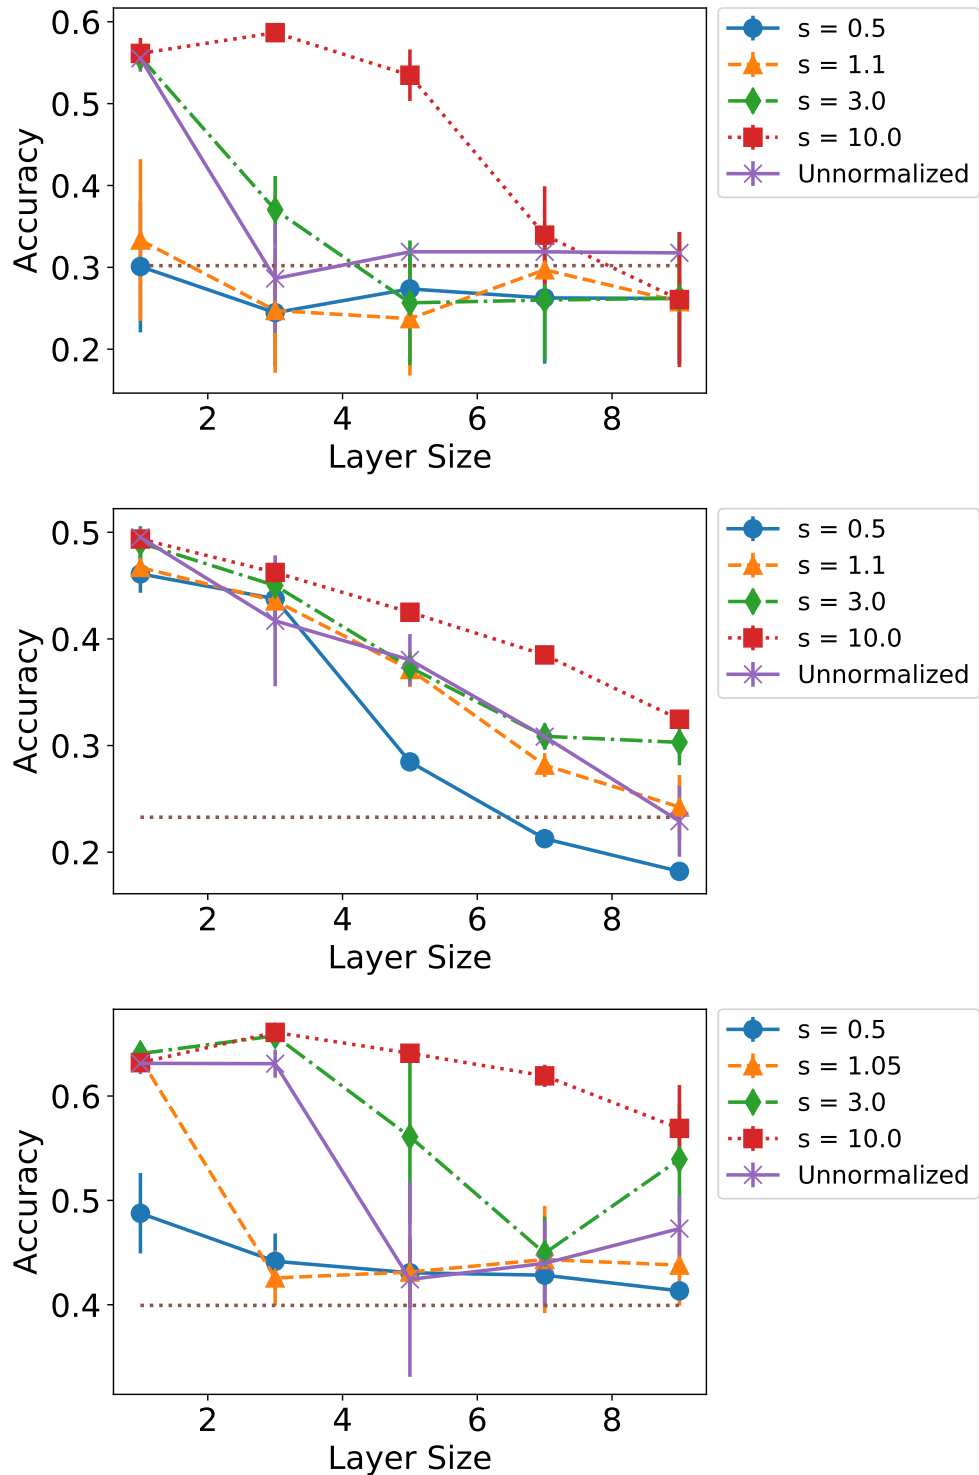 0.6
0.5
0.4
0.3
0.2
Accuracy
2 4 6 8
Layer Size
s = 0.5
s = 1.1
s = 3.0
s = 10.0
Unnormalized
0.5
0.4
0.3
0.2
Accuracy
2 4 6 8
Layer Size
s = 0.5
s = 1.1
s = 3.0
s = 10.0
Unnormalized
0.6
0.5
0.4
Accuracy
2 4 6 8
Layer Size
s = 0.5
s = 1.05
s = 3.0
s = 10.0
Unnormalized